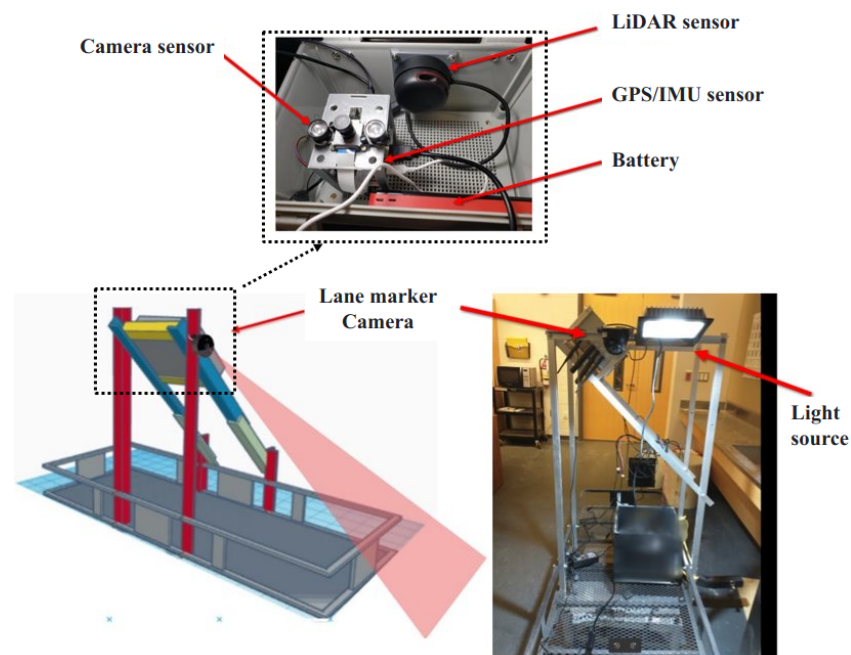 Camera sensor
LiDAR sensor
GPS/IMU sensor
Battery
Lane marker
Camera
Light
source